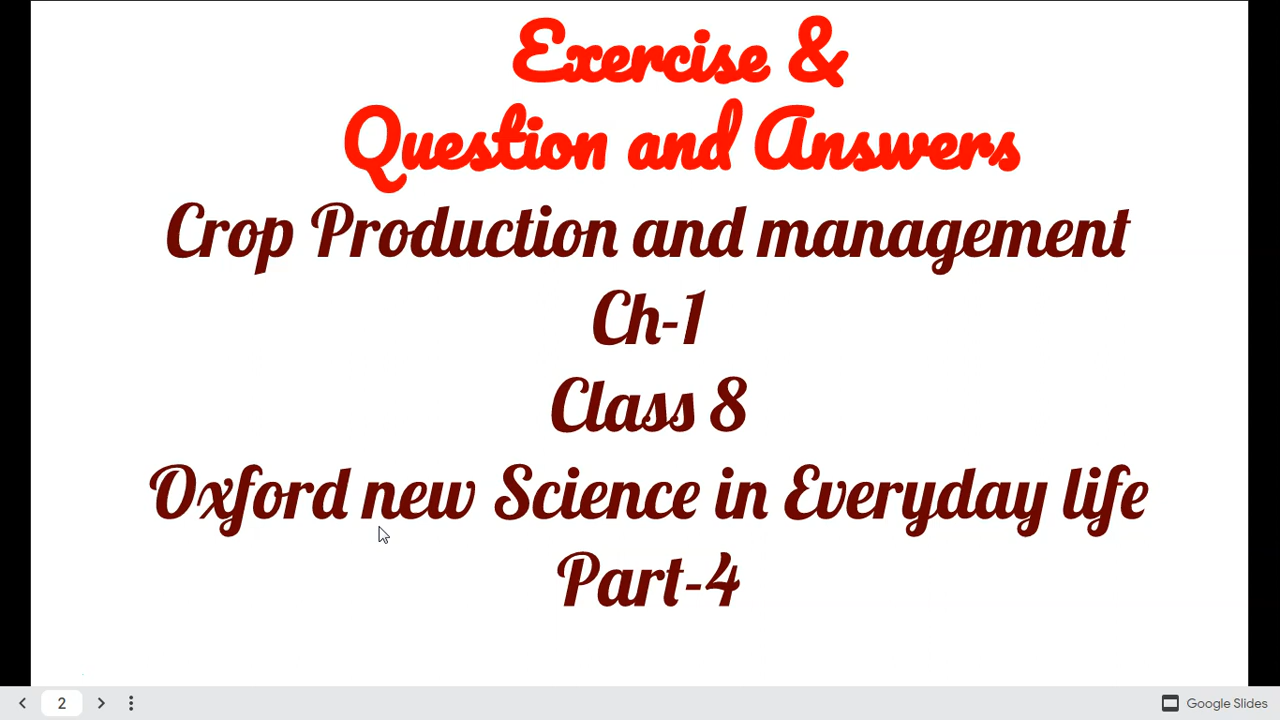 Exercise &
Question and Answers
Crop Production and management
Ch-1
Class 8
Oxford new Science in Everyday life
Part-4
2
Google Slides